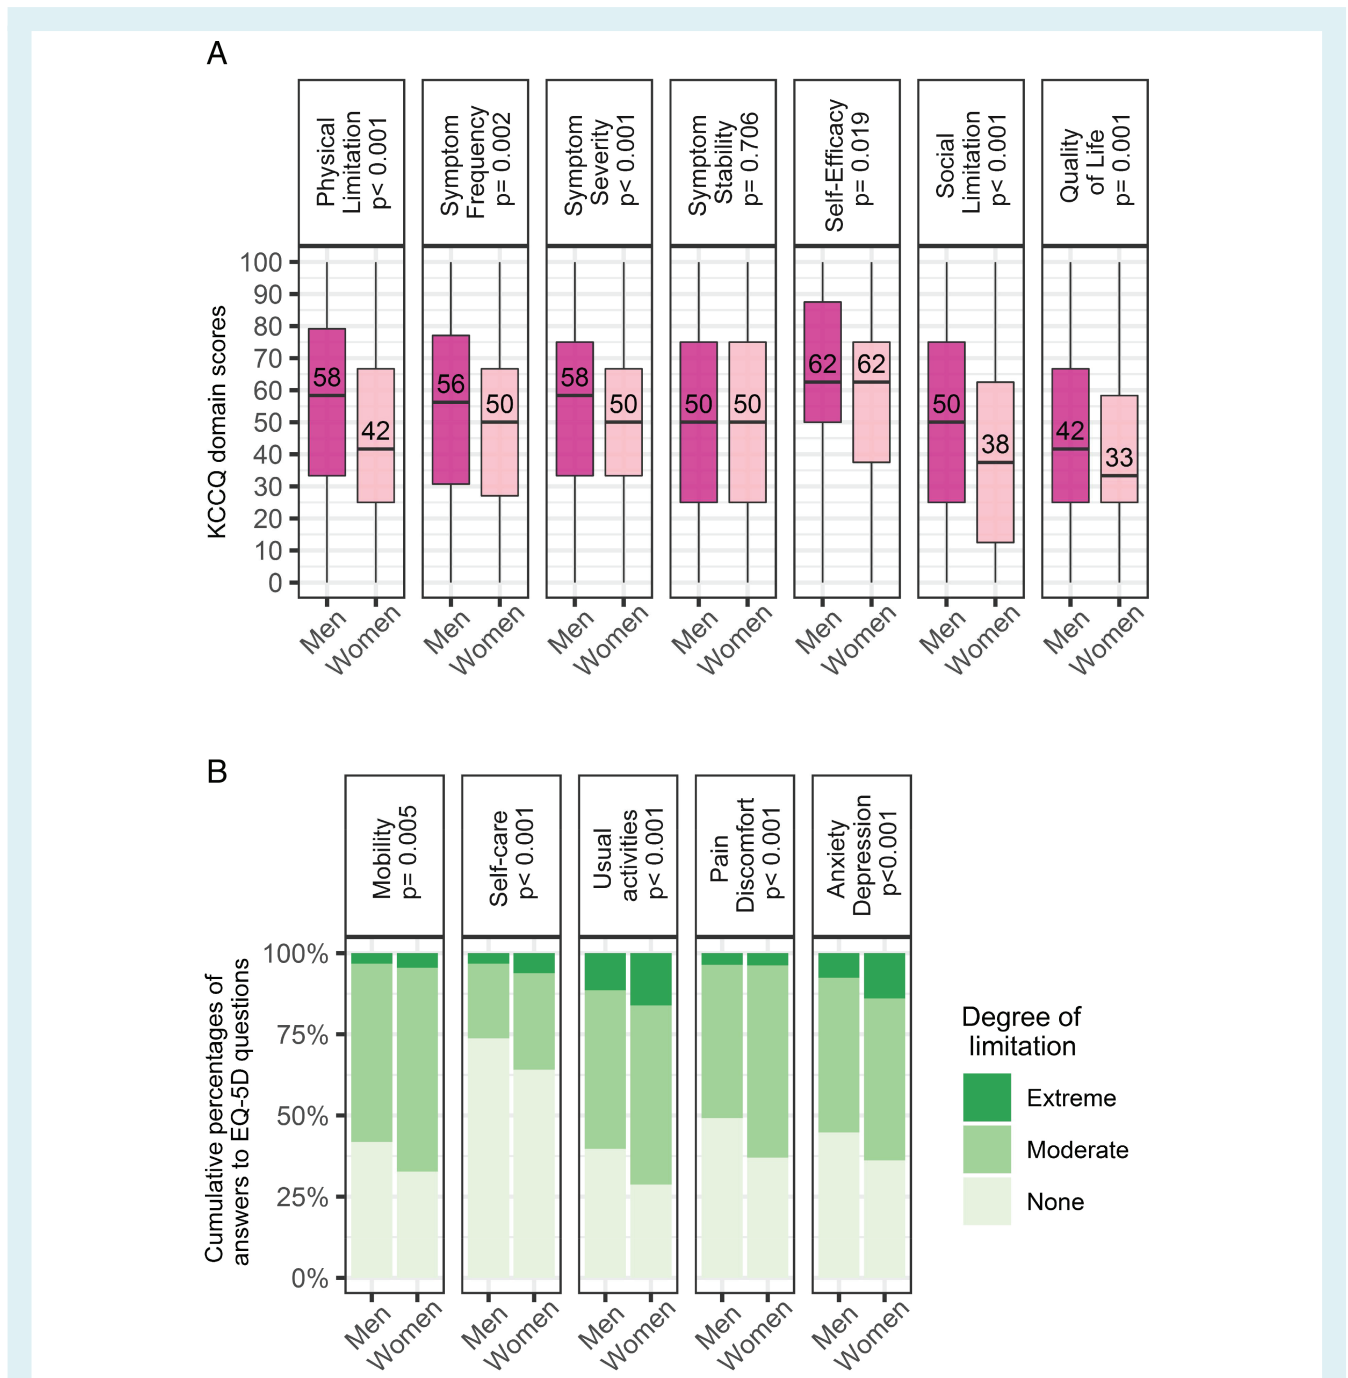 A
Physical
Limitation
p< 0.001
Symptom
Frequency
p= 0.002
Symptom
Severity
p< 0.001
Symptom
Stability
p= 0.706
Self-Efficacy
p= 0.019
Social
Limitation
p< 0.001
Quality
of Life
p= 0.001
KCCQ domain scores
100
90
80
70
60
50
40
30
20
10
0
58
42
56
50
58
50
50
50
62
62
50
38
42
33
Men
Women
Men
Women
Men
Women
Men
Women
Men
Women
Men
Women
Men
Women
B
Mobility
p= 0.005
Self-care
p< 0.001
Usual
activities
p< 0.001
Pain
Discomfort
p< 0.001
Anxiety
Depression
p<0.001
Cumulative percentages of
answers to EQ-5D questions
100%
75%
50%
25%
0%
Men
Women
Men
Women
Men
Women
Men
Women
Men
Women
Degree of
limitation
Extreme
Moderate
None